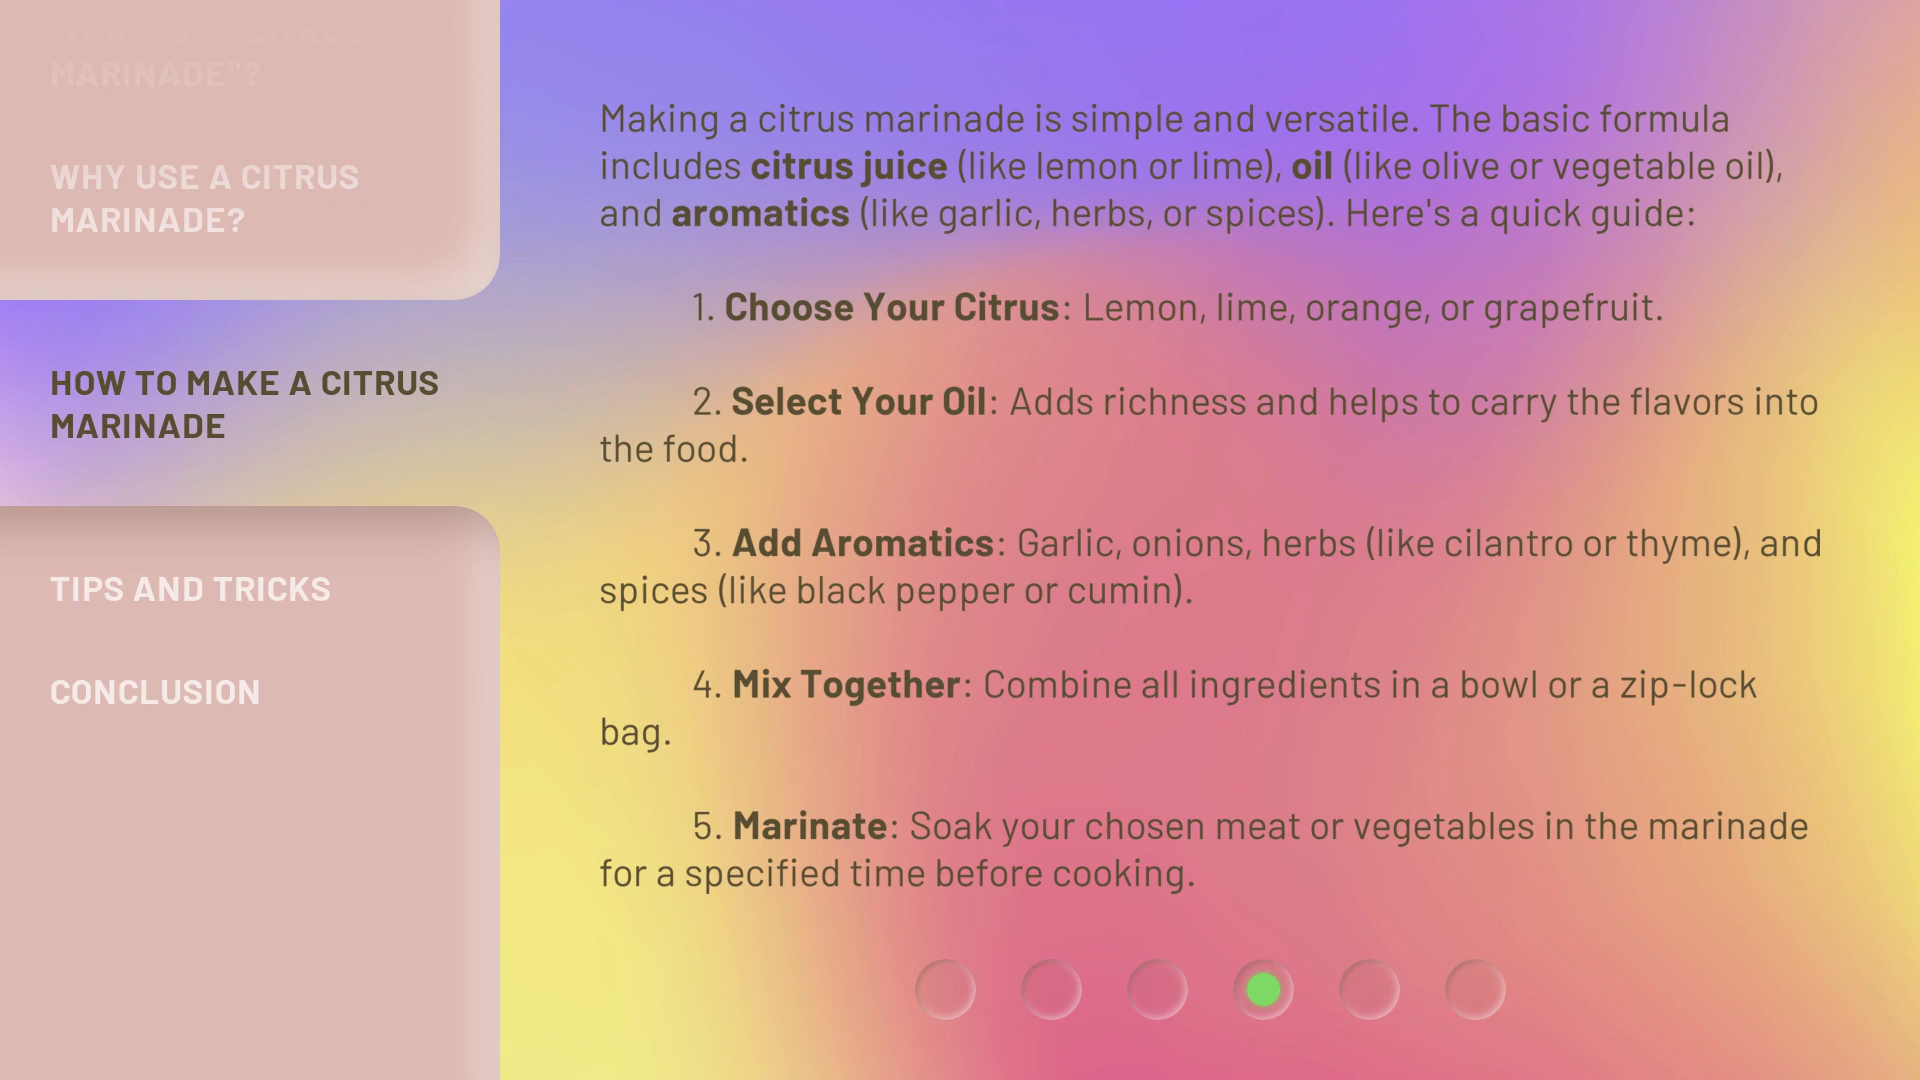 WHAT IS A "CITRUS
MARINADE"?
WHY USE A CITRUS
MARINADE?
HOW TO MAKE A CITRUS
MARINADE
TIPS AND TRICKS
CONCLUSION
Making a citrus marinade is simple and versatile. The basic formula
includes citrus juice (like lemon or lime), oil (like olive or vegetable oil),
and aromatics (like garlic, herbs, or spices). Here's a quick guide:
1. Choose Your Citrus: Lemon, lime, orange, or grapefruit.
2. Select Your Oil: Adds richness and helps to carry the flavors into
the food.
3. Add Aromatics: Garlic, onions, herbs (like cilantro or thyme), and
spices (like black pepper or cumin).
4. Mix Together: Combine all ingredients in a bowl or a zip-lock
bag.
5. Marinate: Soak your chosen meat or vegetables in the marinade
for a specified time before cooking.